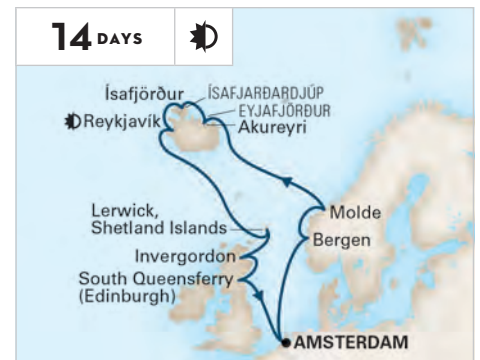 14 DAYS
Ísafjörður
ÍSAFJARÐARDJÚP
EYJAFJÖRÐUR
Reykjavík
Akureyri
Lerwick,
Shetland Islands
Molde
Bergen
Invergordon
South Queensferry
(Edinburgh)
AMSTERDAM